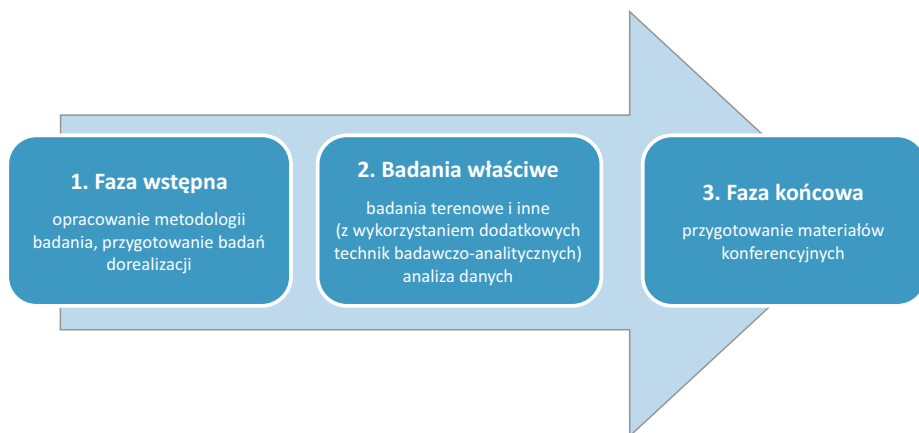 1. Faza wstępna
opracowanie metodologii
badania, przygotowanie badań
dorealizacji
2. Badania właściwe
badania terenowe i inne
(z wykorzystaniem dodatkowych
technik badawczo-analitycznych)
analiza danych
3. Faza końcowa
przygotowanie materiałów
konferencyjnych